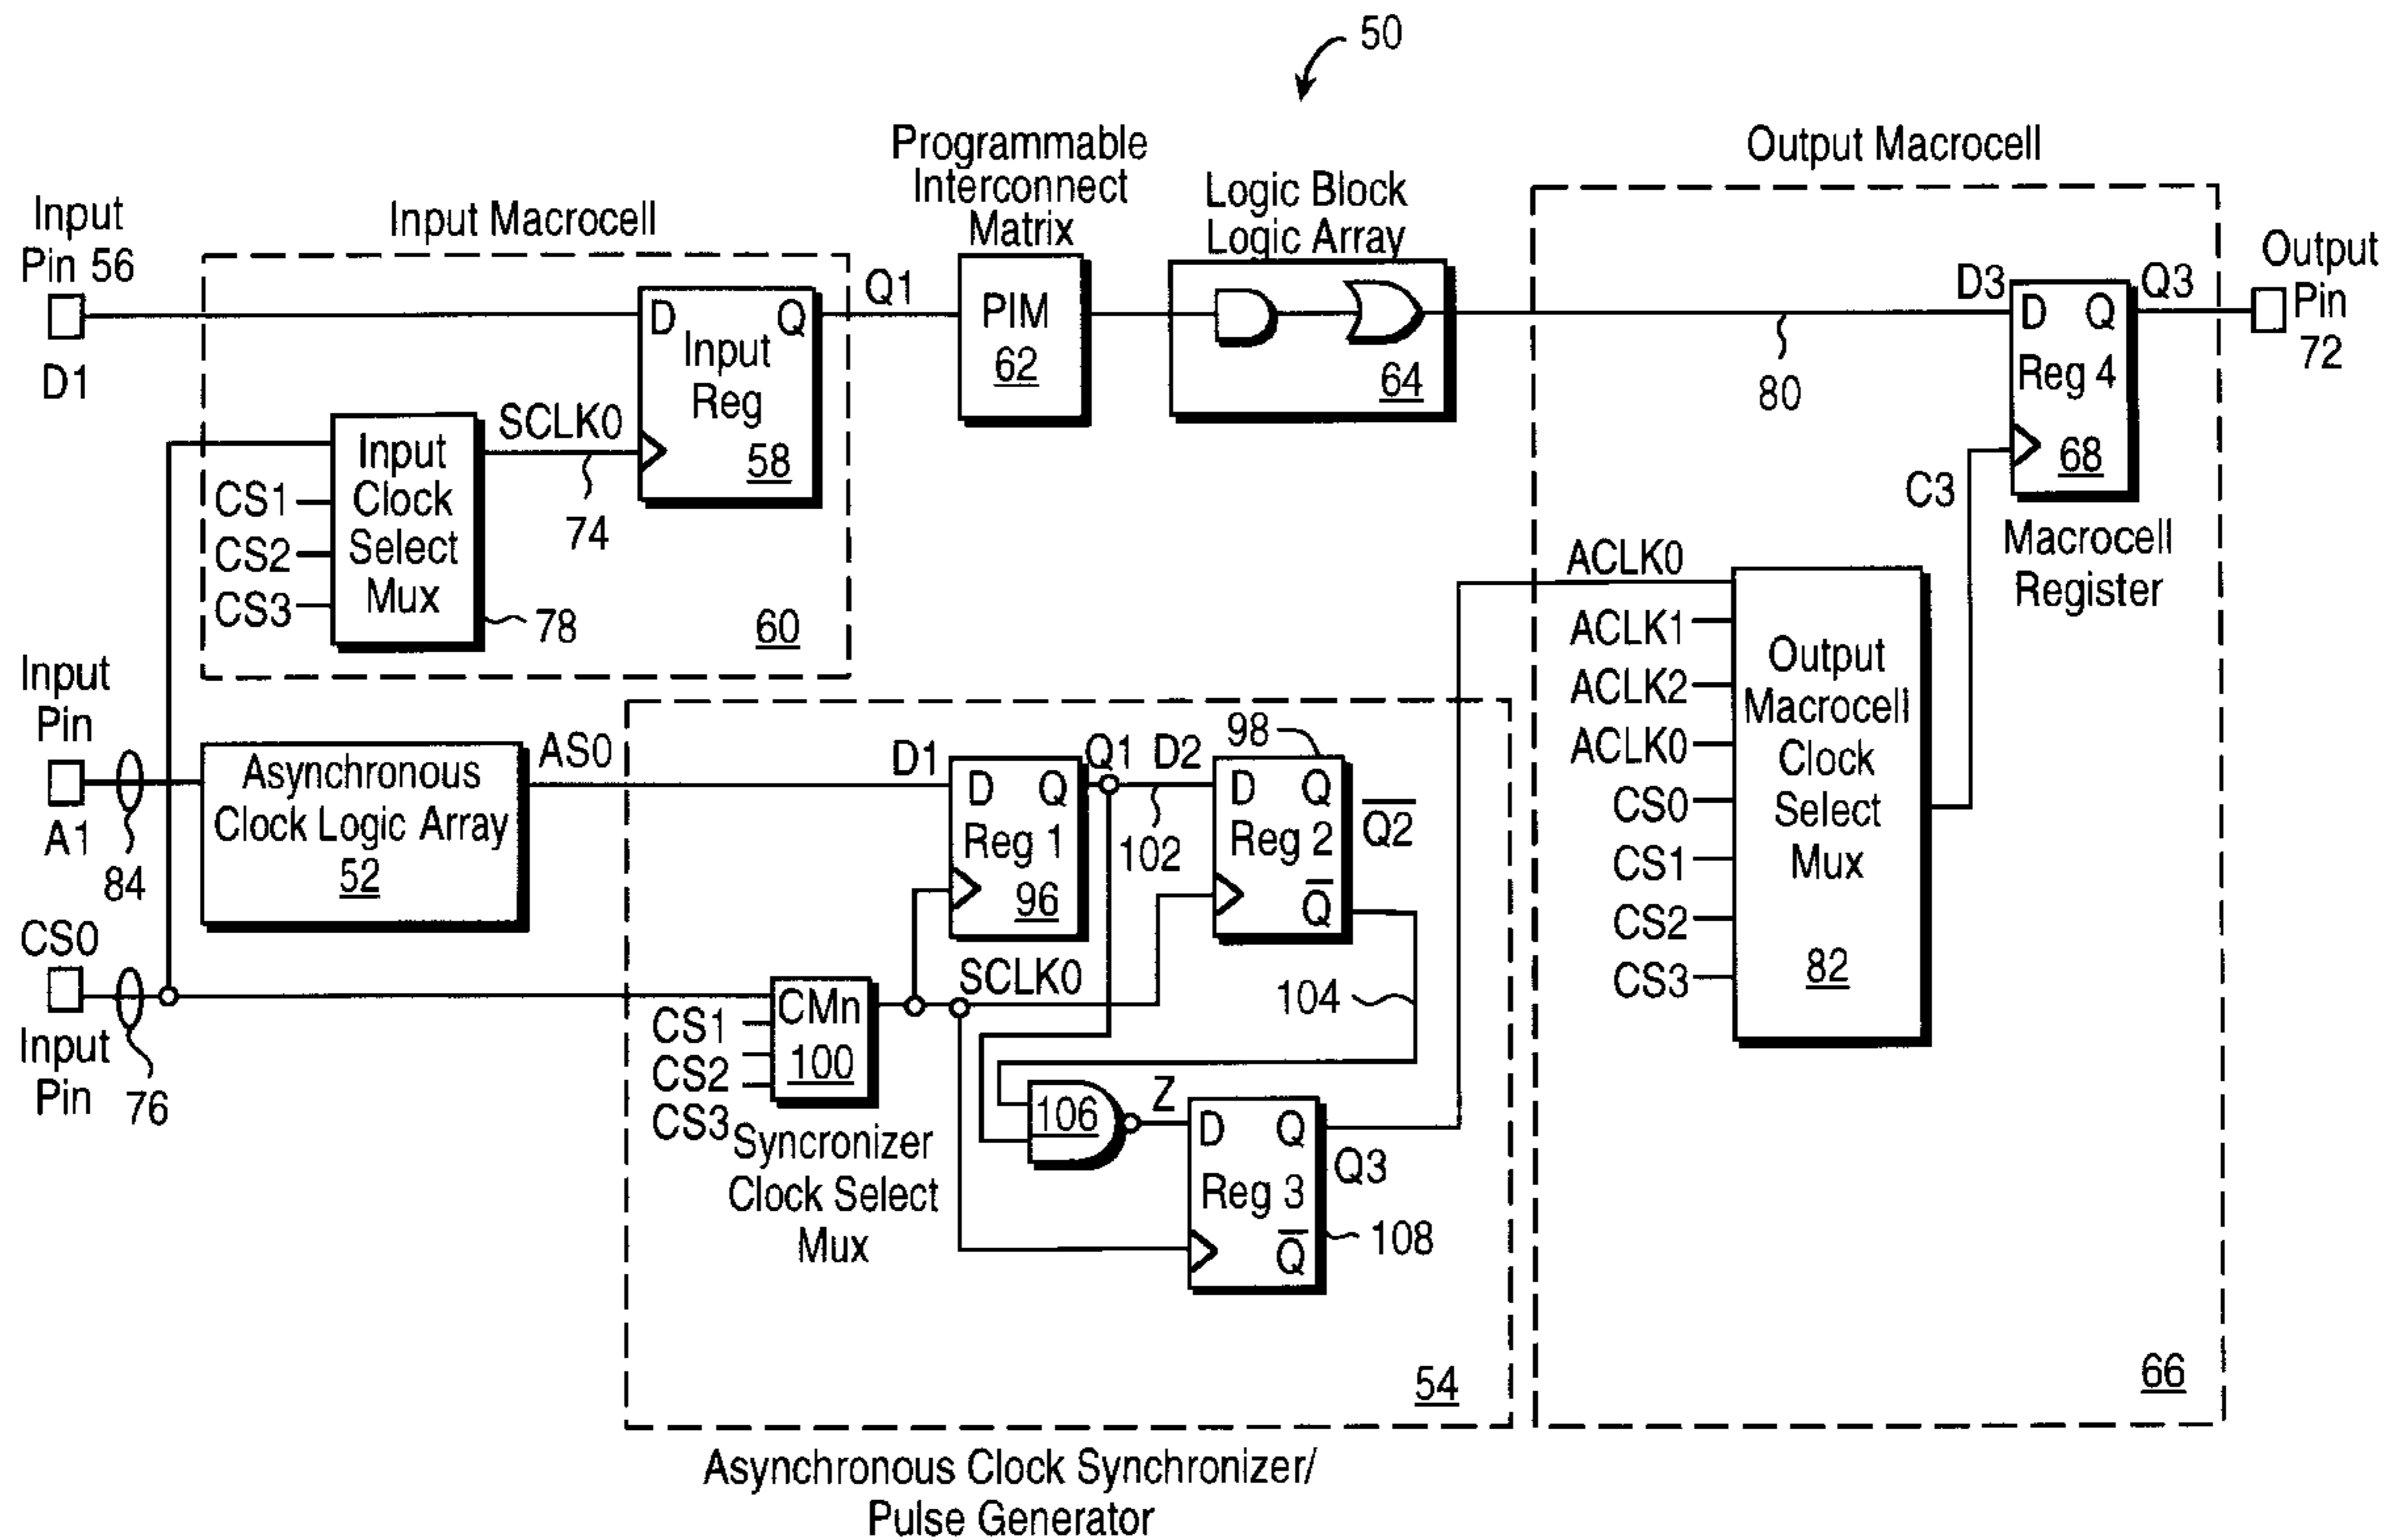 50
Programmable
Interconnect
Matrix
Logic Block
Logic Array
Output Macrocell
Input Macrocell
Input
Pin 56
D1
D Q
Input
Reg
58
Q1
PIM
62
64
80
D3
D Q
Reg 4
68
Q3
Output
Pin
72
C3
Macrocell
Register
SCLK0
74
Input
Clock
Select
Mux
CS1
CS2
CS3
78
60
Input
Pin
A1
84
Asynchronous
Clock Logic Array
52
AS0
CS0
Input
Pin
76
D1
D Q
Reg 1
96
Q1
D2
102
98
D Q
Reg 2
Q̅
Q̅2̅
104
SCLK0
CMn
100
CS1
CS2
CS3
Syncronizer
Clock Select
Mux
106
Z
D Q
Reg 3
Q̅
Q3
108
54
Asynchronous Clock Synchronizer/
Pulse Generator
ACLK0
ACLK1
ACLK2
ACLK0
CS0
CS1
CS2
CS3
Output
Macrocell
Clock
Select
Mux
82
66